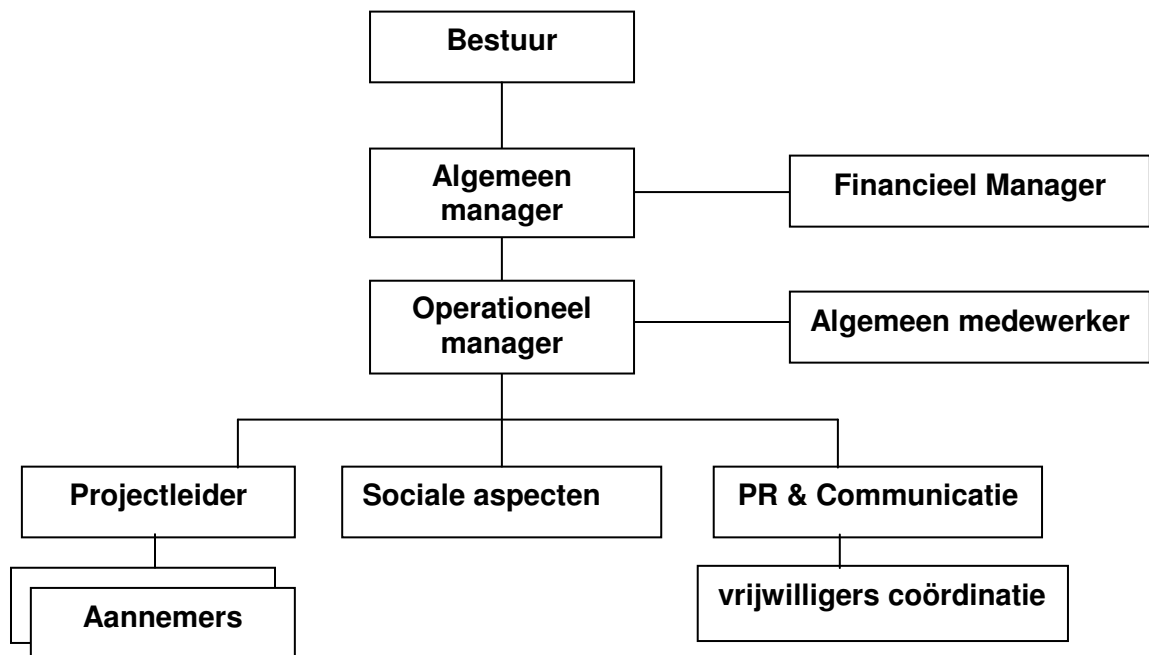 Bestuur
Algemeen
manager
Financieel Manager
Operationeel
manager
Algemeen medewerker
Projectleider
Sociale aspecten
PR & Communicatie
Aannemers
vrijwilligers coördinatie